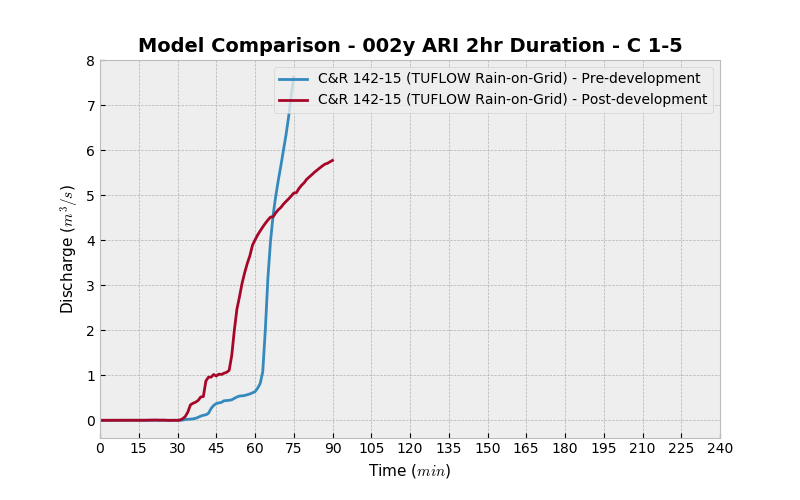 Model Comparison - 002y ARI 2hr Duration - C 1-5
C&R 142-15 (TUFLOW Rain-on-Grid) - Pre-development
C&R 142-15 (TUFLOW Rain-on-Grid) - Post-development
Discharge (m³/s)
8
7
6
5
4
3
2
1
0
0 15 30 45 60 75 90 105 120 135 150 165 180 195 210 225 240
Time (min)